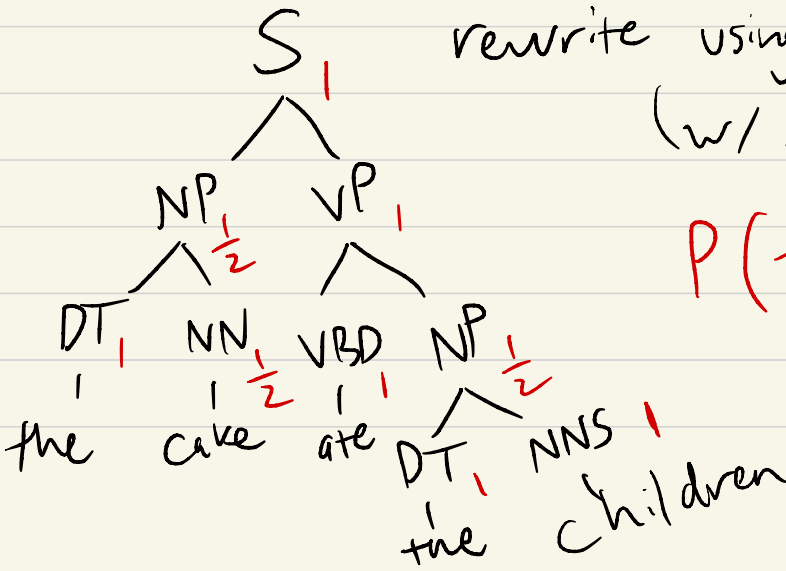 S 1 rewrite
(w/
NP 1/2 VP 1 P(
DT 1 NN 1/2 VBD 1 NP 1/2
the cake ate DT 1 NNS 1
the children